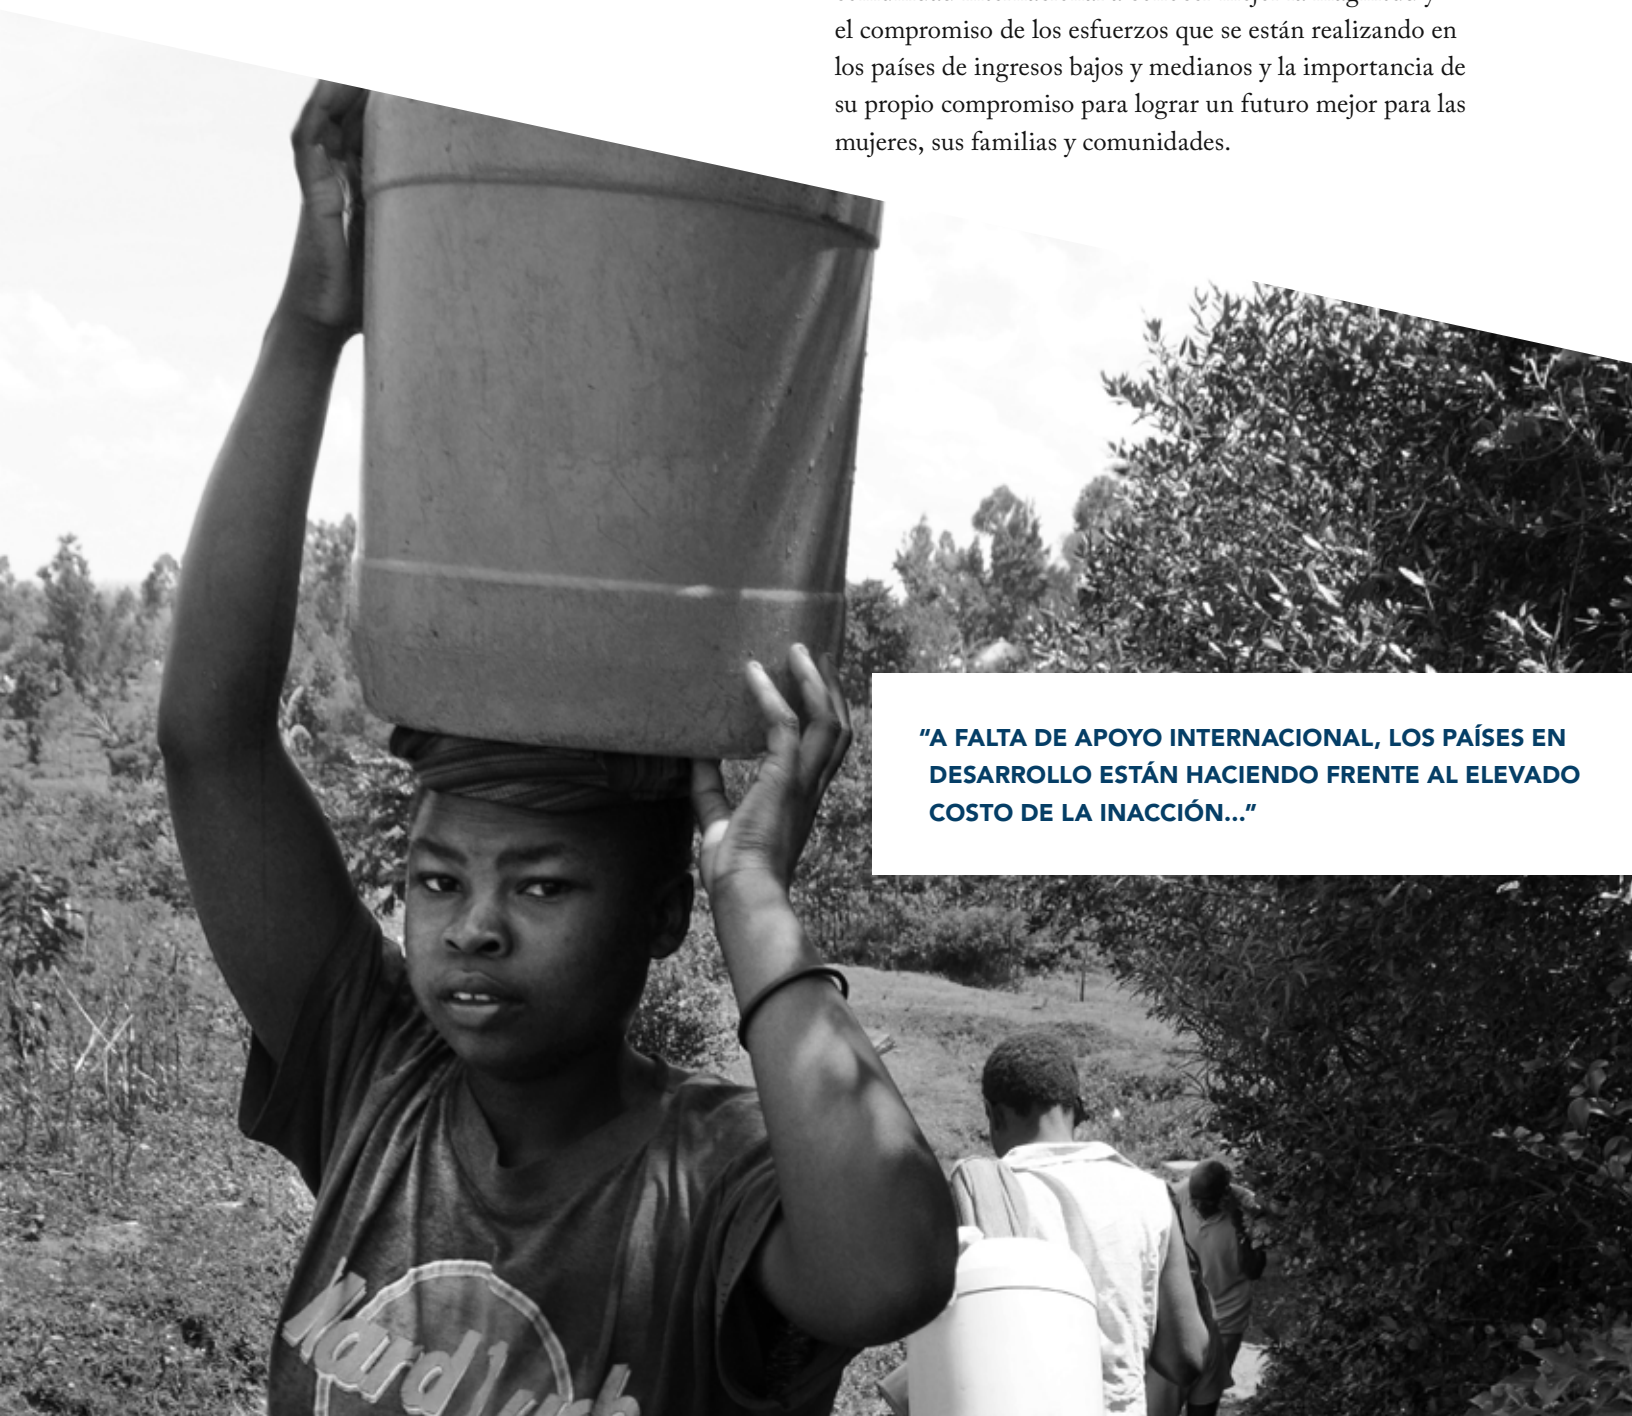 el compromiso de los esfuerzos que se están realizando en
los países de ingresos bajos y medianos y la importancia de
su propio compromiso para lograr un futuro mejor para las
mujeres, sus familias y comunidades.
“A FALTA DE APOYO INTERNACIONAL, LOS PAÍSES EN
DESARROLLO ESTÁN HACIENDO FRENTE AL ELEVADO
COSTO DE LA INACCIÓN...”
Hard